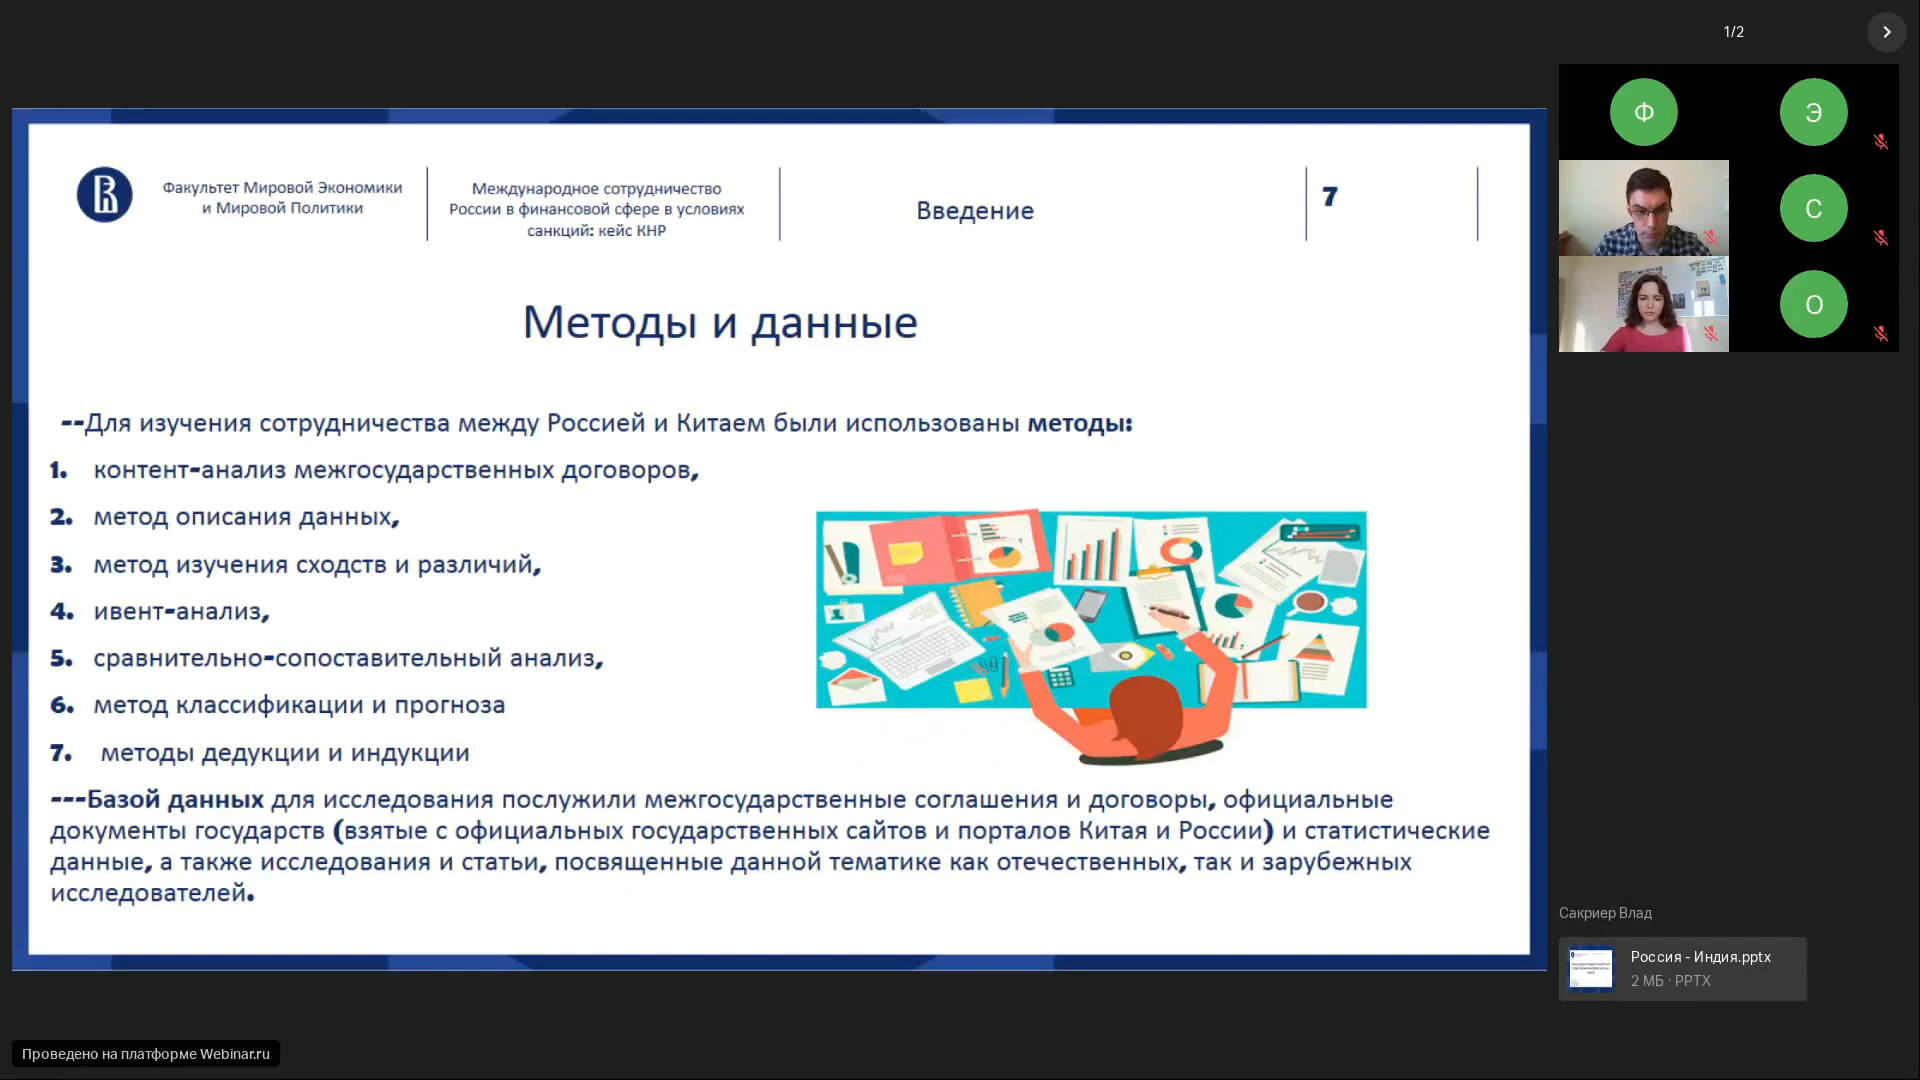 1/2
Ф
Э
С
О
Факультет Мировой Экономики
и Мировой Политики
Международное сотрудничество
России в финансовой сфере в условиях
санкций: кейс КНР
Введение
7
Методы и данные
--Для изучения сотрудничества между Россией и Китаем были использованы методы:
1. контент-анализ межгосударственных договоров,
2. метод описания данных,
3. метод изучения сходств и различий,
4. ивент-анализ,
5. сравнительно-сопоставительный анализ,
6. метод классификации и прогноза
7. методы дедукции и индукции
---Базой данных для исследования послужили межгосударственные соглашения и договоры, официальные
документы государств (взятые с официальных государственных сайтов и порталов Китая и России) и статистические
данные, а также исследования и статьи, посвященные данной тематике как отечественных, так и зарубежных
исследователей.
Сакриер Влад
Россия - Индия.pptx
2 МБ · PPTX
Проведено на платформе Webinar.ru